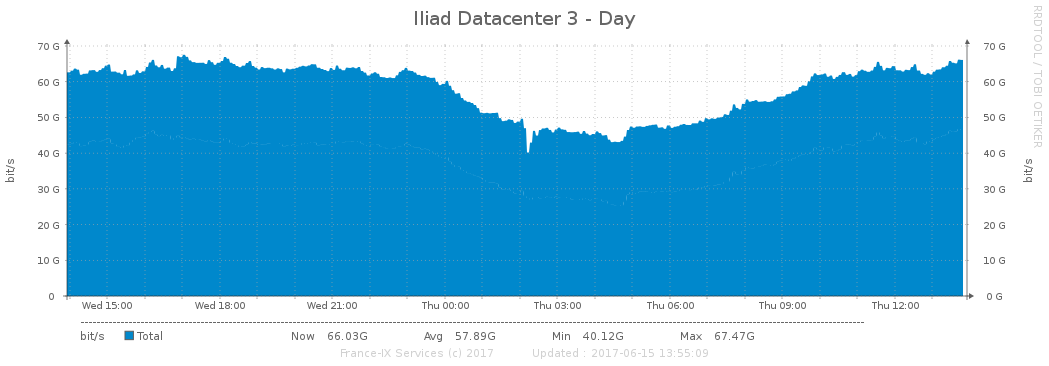 Iliad Datacenter 3 - Day
RRDTOOL / TOBI OETIKER
70 G 70 G
60 G 60 G
50 G 50 G
40 G 40 G
30 G 30 G
20 G 20 G
10 G 10 G
0 0 G
bit/s bit/s
Wed 15:00 Wed 18:00 Wed 21:00 Thu 00:00 Thu 03:00 Thu 06:00 Thu 09:00 Thu 12:00
bit/s Total Now 66.03G Avg 57.89G Min 40.12G Max 67.47G
France-IX Services (c) 2017 Updated : 2017-06-15 13:55:09